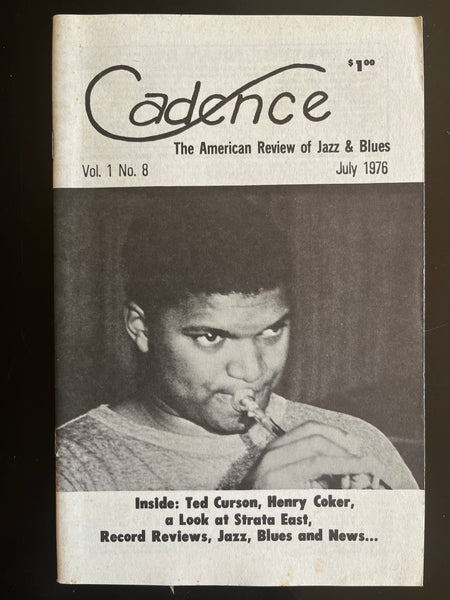 $1.00
Cadence
The American Review of Jazz & Blues
Vol. 1 No. 8 July 1976
Inside: Ted Curson, Henry Coker,
a Look at Strata East,
Record Reviews, Jazz, Blues and News...